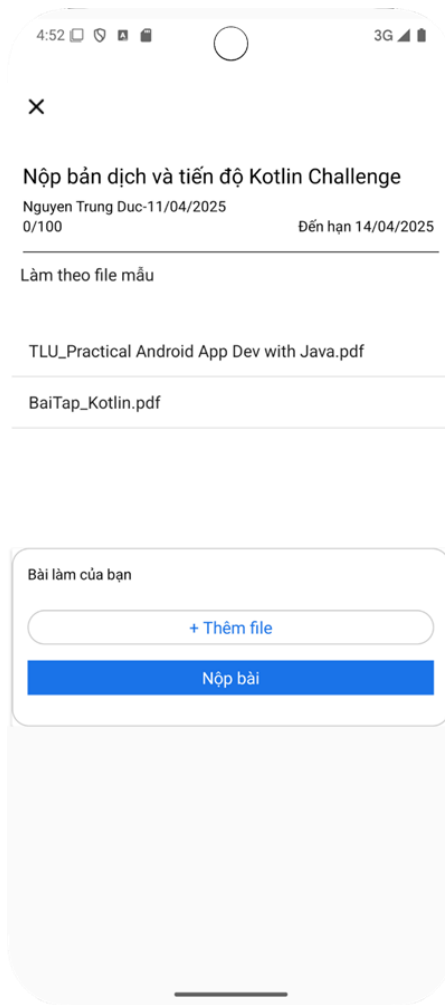 4:52
3G
Nộp bản dịch và tiến độ Kotlin Challenge
Nguyen Trung Duc-11/04/2025
0/100 Đến hạn 14/04/2025
Làm theo file mẫu
TLU_Practical Android App Dev with Java.pdf
BaiTap_Kotlin.pdf
Bài làm của bạn
+ Thêm file
Nộp bài